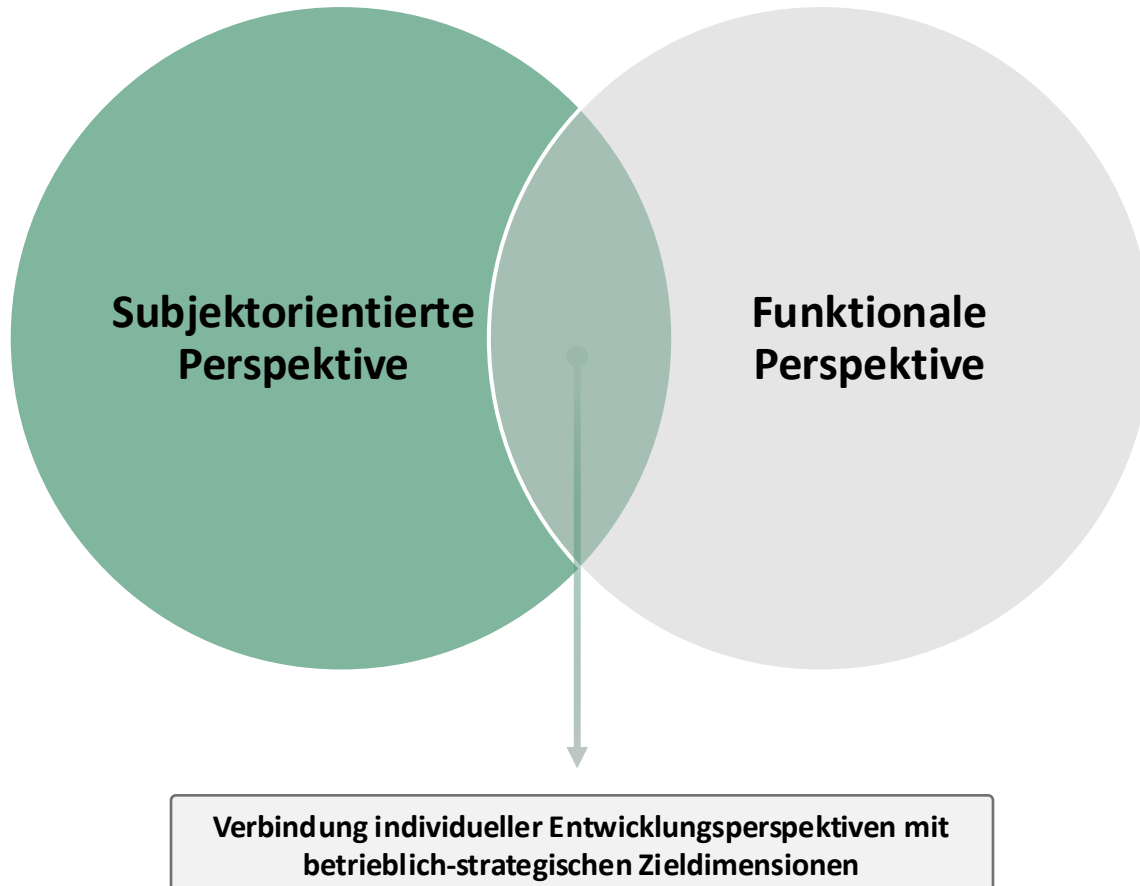 Subjektorientierte
Perspektive
Funktionale
Perspektive
Verbindung individueller Entwicklungsperspektiven mit
betrieblich-strategischen Zieldimensionen